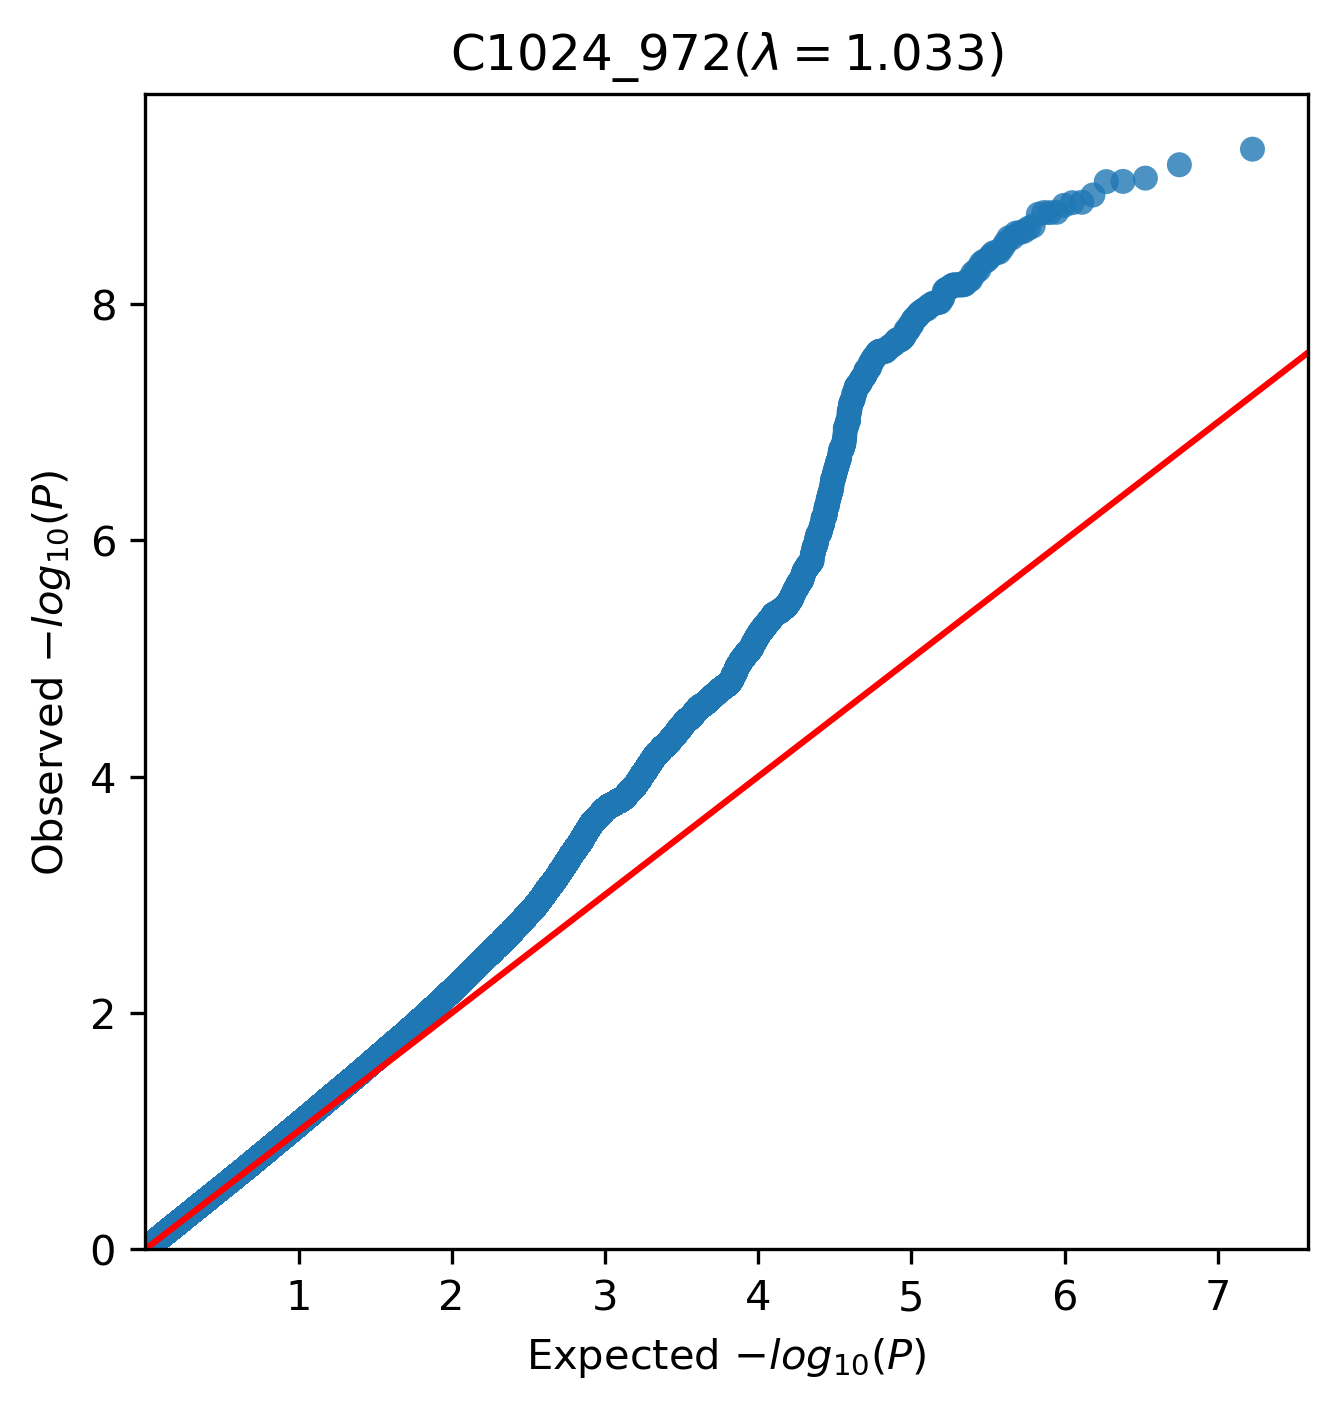 C1024_972(λ = 1.033)
8
6
4
2
0
Observed −log₁₀(P)
1 2 3 4 5 6 7
Expected −log₁₀(P)